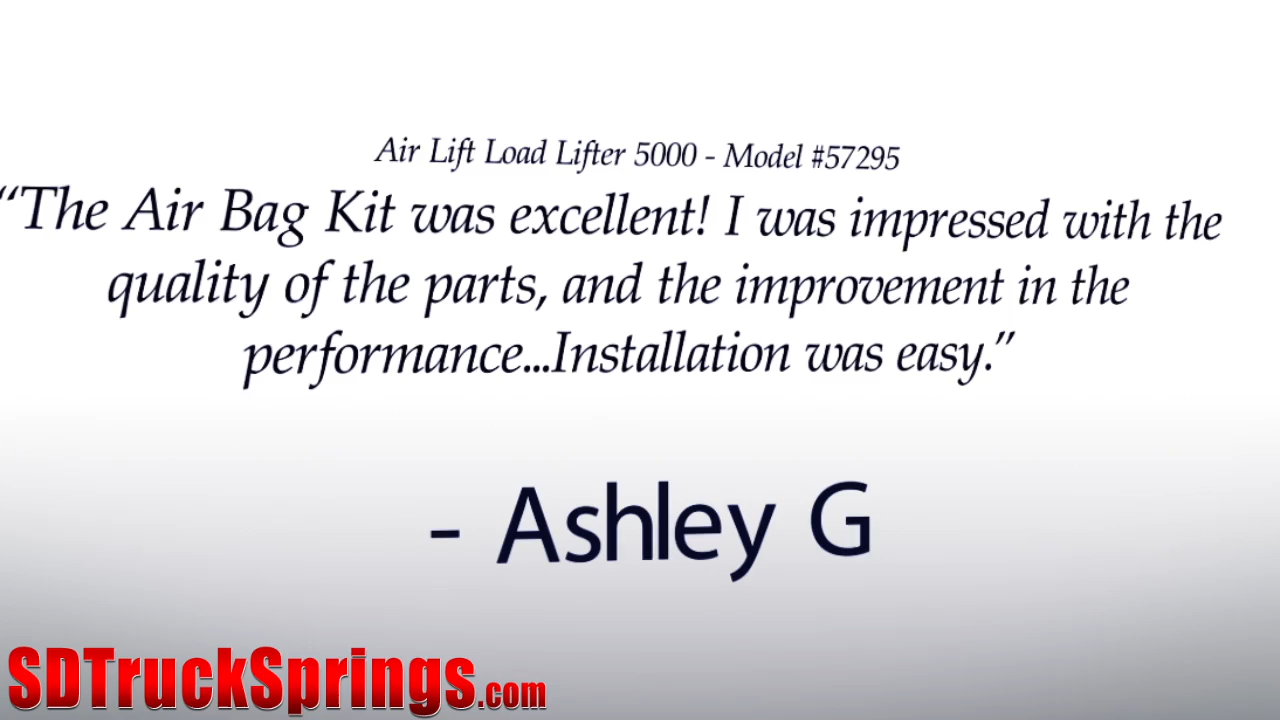 Air Lift Load Lifter 5000 - Model #57295
“The Air Bag Kit was excellent! I was impressed with the
quality of the parts, and the improvement in the
performance...Installation was easy.”
- Ashley G
SDTruckSprings.com